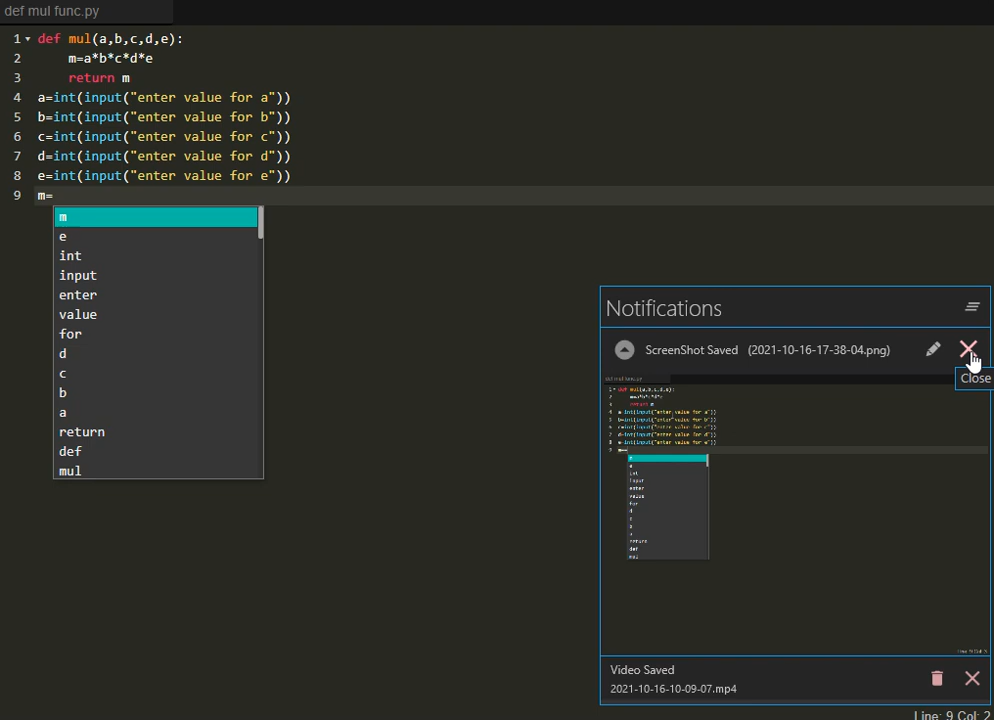 def mul func.py
1 def mul(a,b,c,d,e):
2 m=a*b*c*d*e
3 return m
4 a=int(input("enter value for a"))
5 b=int(input("enter value for b"))
6 c=int(input("enter value for c"))
7 d=int(input("enter value for d"))
8 e=int(input("enter value for e"))
9 m=
m
e
int
input
enter
value
for
d
c
b
a
return
def
mul
Notifications
ScreenShot Saved (2021-10-16-17-38-04.png)
Close
Video Saved
2021-10-16-10-09-07.mp4
Line: 9 Col: 2